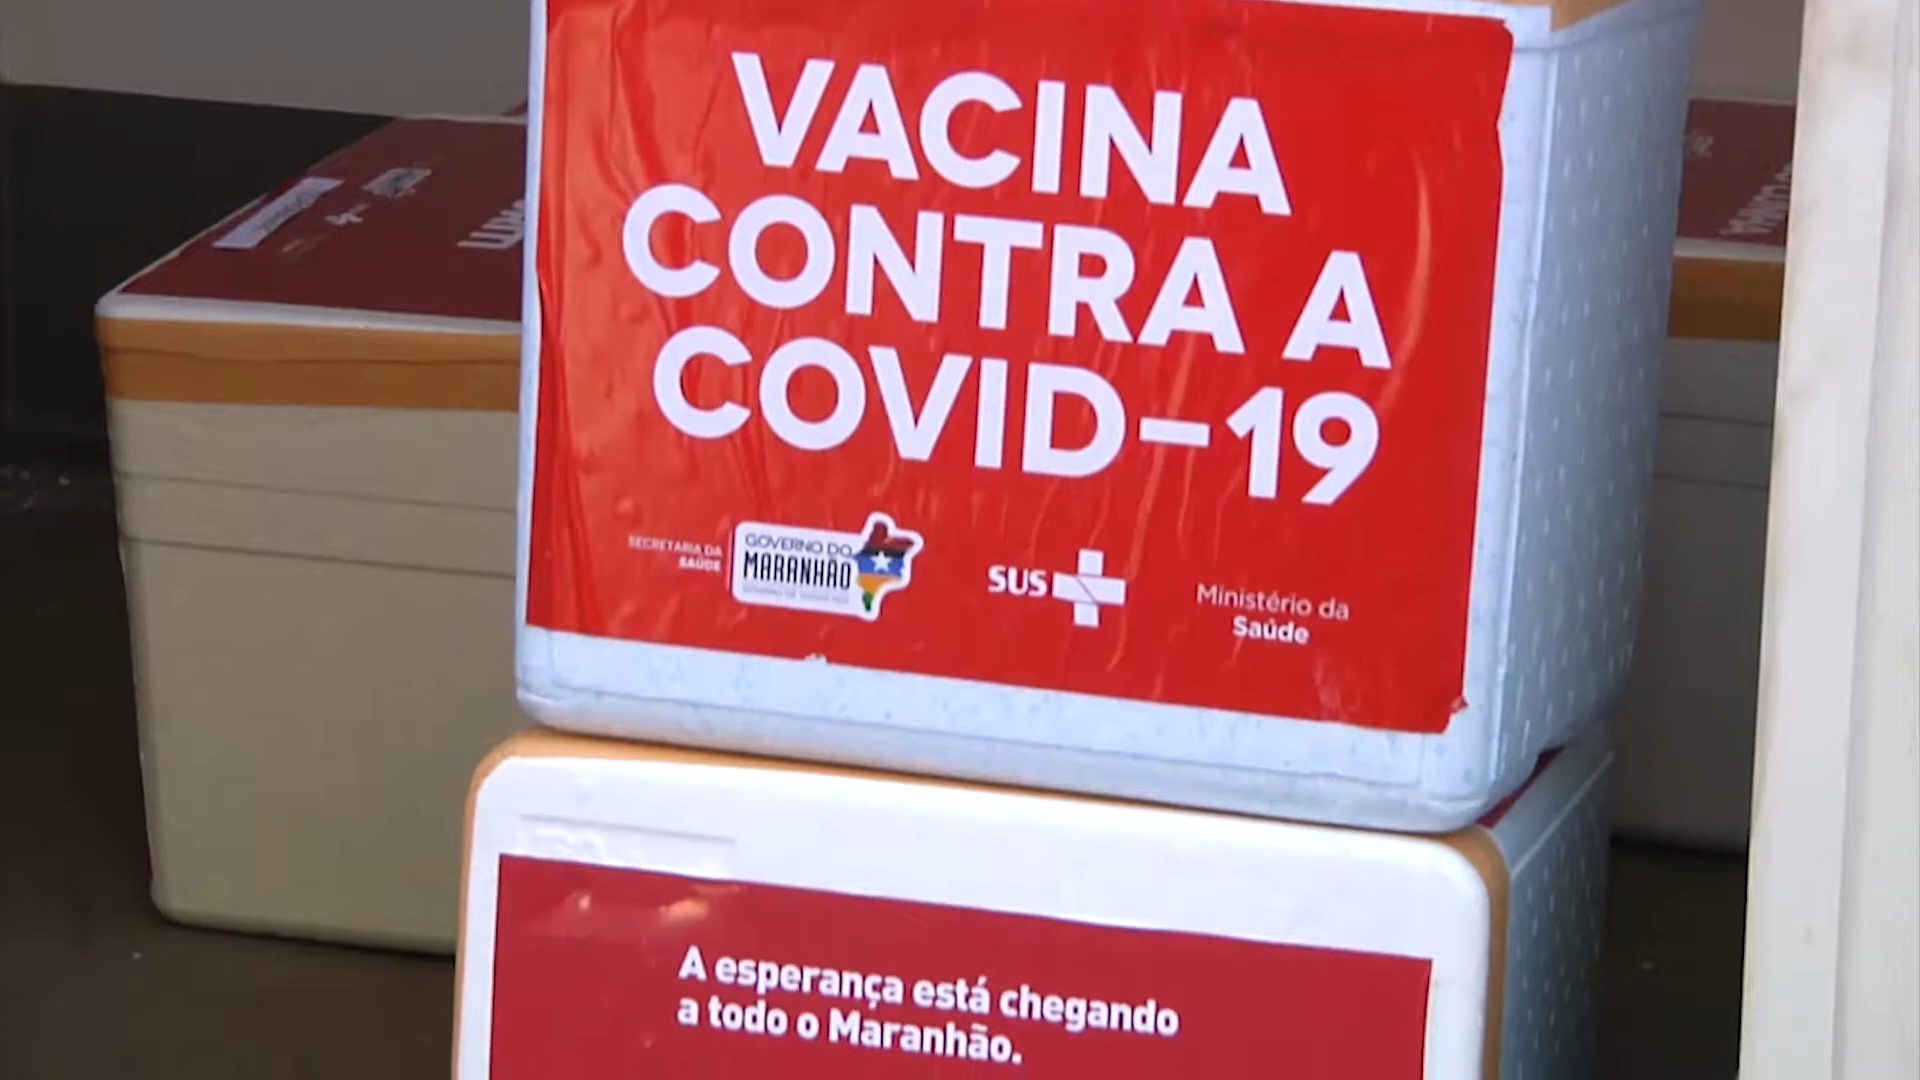 VACINA
CONTRA A
COVID-19
SECRETARIA DA
SAÚDE
GOVERNO DO
MARANHÃO
SUS
Ministério da
Saúde
A esperança está chegando
a todo o Maranhão.